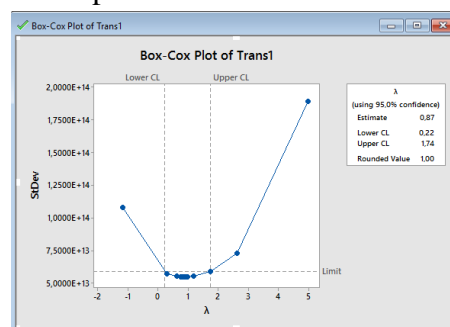 Box-Cox Plot of Trans1
Box-Cox Plot of Trans1
Lower CL Upper CL
2,0000E+14
1,7500E+14
1,5000E+14
1,2500E+14
1,0000E+14
7,5000E+13
5,0000E+13
StDev
Limit
-2 -1 0 1 2 3 4 5
λ
λ
(using 95,0% confidence)
Estimate 0,87
Lower CL 0,22
Upper CL 1,74
Rounded Value 1,00